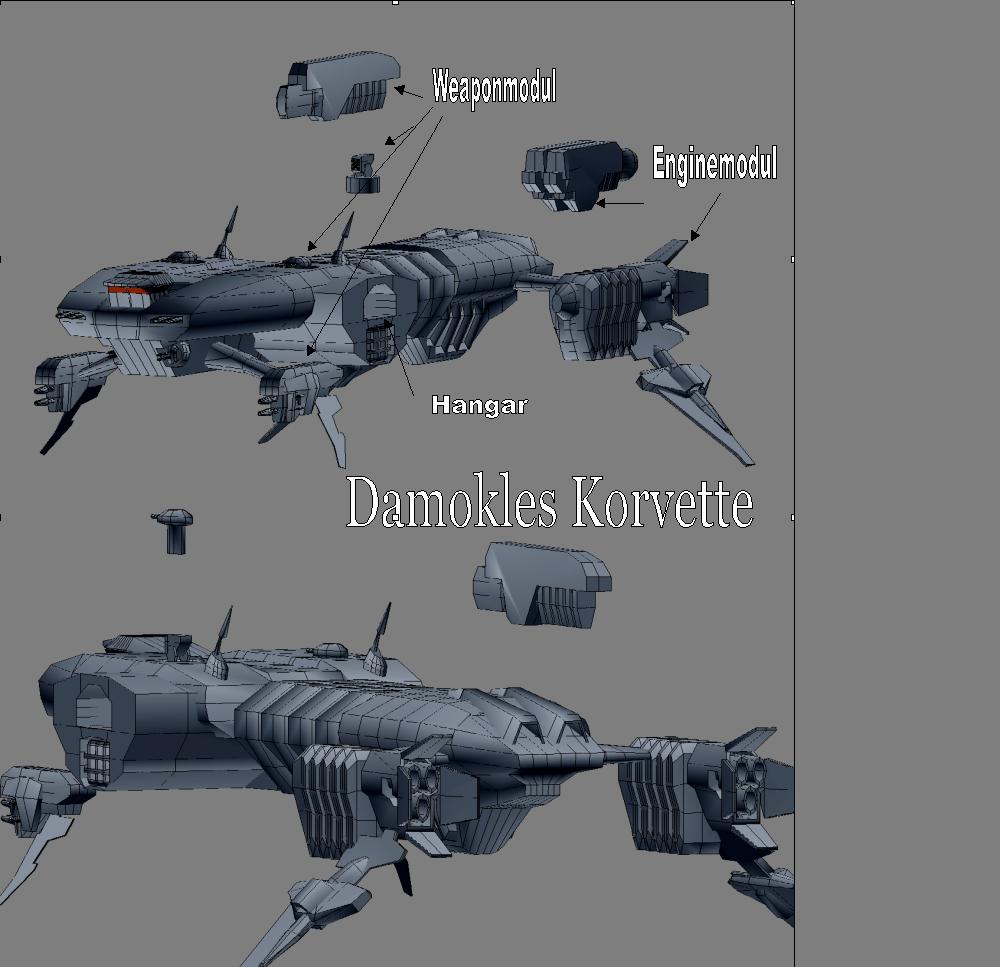 Weaponmodul
Enginemodul
Hangar
Damokles Korvette